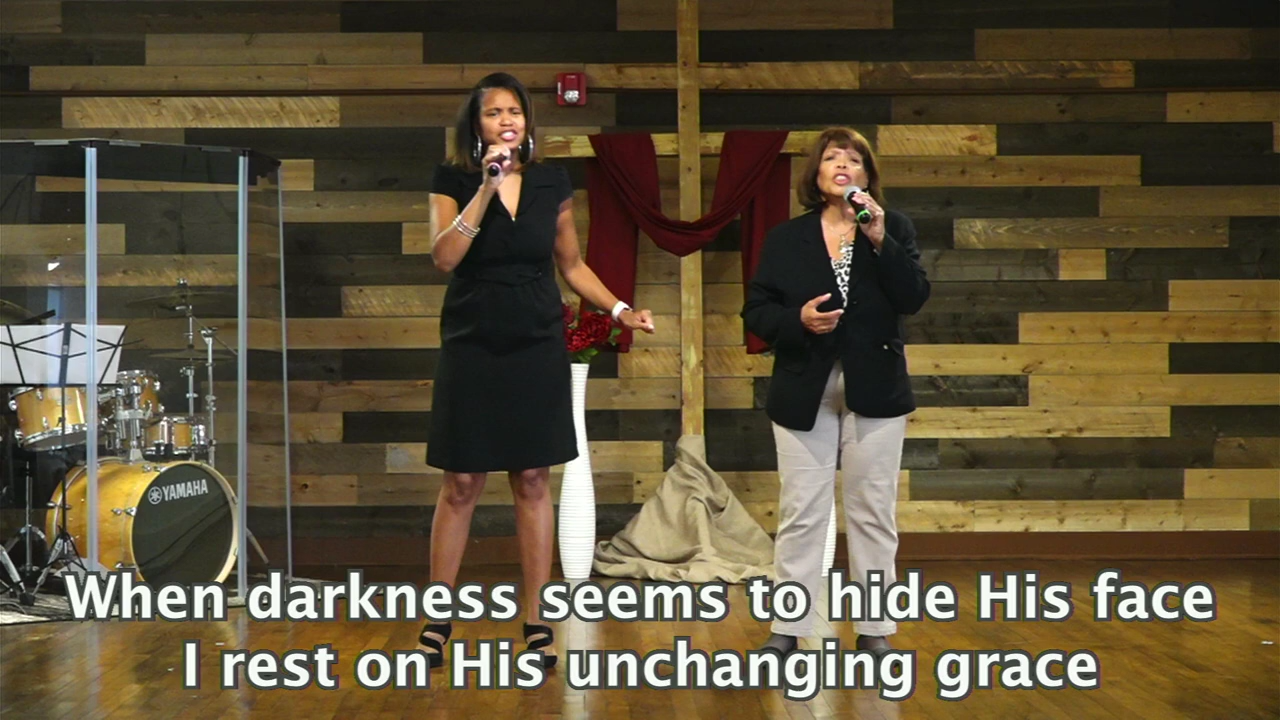 YAMAHA
When darkness seems to hide His face
I rest on His unchanging grace